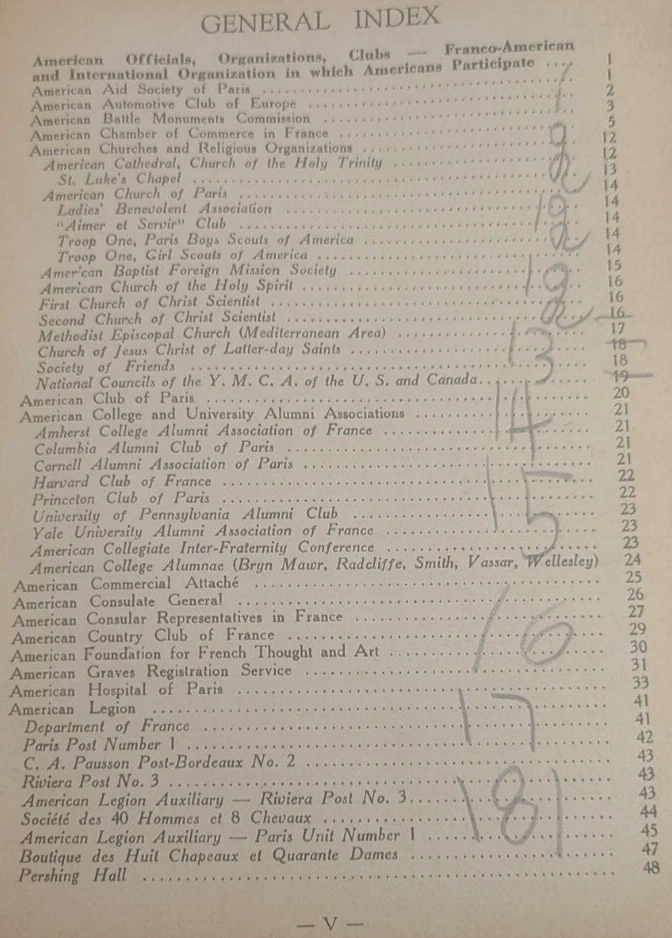 GENERAL INDEX
American Officials, Organizations, Clubs — Franco-American
and International Organization in which Americans Participate .... 1
American Aid Society of Paris .... 1
American Automotive Club of Europe .... 2
American Battle Monuments Commission .... 3
American Chamber of Commerce in France .... 5
American Churches and Religious Organizations .... 12
American Cathedral, Church of the Holy Trinity .... 12
St. Luke's Chapel .... 13
American Church of Paris .... 14
Ladies' Benevolent Association .... 14
"Aimer et Servir" Club .... 14
Troop One, Paris Boys Scouts of America .... 14
Troop One, Girl Scouts of America .... 14
American Baptist Foreign Mission Society .... 15
American Church of the Holy Spirit .... 16
First Church of Christ Scientist .... 16
Second Church of Christ Scientist .... 16
Methodist Episcopal Church (Mediterranean Area) .... 17
Church of Jesus Christ of Latter-day Saints .... 18
Society of Friends .... 18
National Councils of the Y. M. C. A. of the U. S. and Canada.. 19
American Club of Paris .... 20
American College and University Alumni Associations .... 21
Amherst College Alumni Association of France .... 21
Columbia Alumni Club of Paris .... 21
Cornell Alumni Association of Paris .... 21
Harvard Club of France .... 22
Princeton Club of Paris .... 22
University of Pennsylvania Alumni Club .... 23
Yale University Alumni Association of France .... 23
American Collegiate Inter-Fraternity Conference .... 23
American College Alumnae (Bryn Mawr, Radcliffe, Smith, Vassar, Wellesley) 24
American Commercial Attaché .... 25
American Consulate General .... 26
American Consular Representatives in France .... 27
American Country Club of France .... 29
American Foundation for French Thought and Art .... 30
American Graves Registration Service .... 31
American Hospital of Paris .... 33
American Legion .... 41
Department of France .... 41
Paris Post Number 1 .... 42
C. A. Pausson Post-Bordeaux No. 2 .... 43
Riviera Post No. 3 .... 43
American Legion Auxiliary — Riviera Post No. 3.... 43
Société des 40 Hommes et 8 Chevaux .... 44
American Legion Auxiliary — Paris Unit Number 1 .... 45
Boutique des Huit Chapeaux et Quarante Dames .... 47
Pershing Hall .... 48
13
14
15
16
17
18
— V —